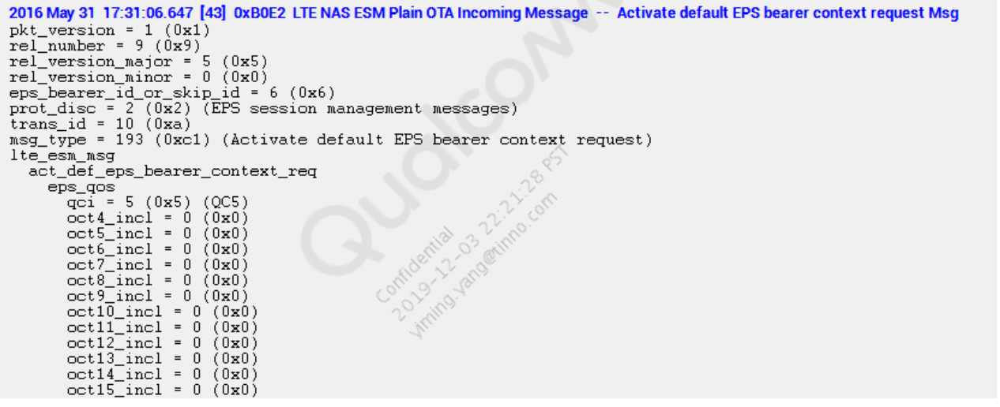 2016 May 31 17:31:06.647 [43] 0xB0E2 LTE NAS ESM Plain OTA Incoming Message -- Activate default EPS bearer context request Msg
pkt_version = 1 (0x1)
rel_number = 9 (0x9)
rel_version_major = 5 (0x5)
rel_version_minor = 0 (0x0)
eps_bearer_id_or_skip_id = 6 (0x6)
prot_disc = 2 (0x2) (EPS session management messages)
trans_id = 10 (0xa)
msg_type = 193 (0xc1) (Activate default EPS bearer context request)
lte_esm_msg
act_def_eps_bearer_context_req
eps_qos
qci = 5 (0x5) (QC5)
oct4_incl = 0 (0x0)
oct5_incl = 0 (0x0)
oct6_incl = 0 (0x0)
oct7_incl = 0 (0x0)
oct8_incl = 0 (0x0)
oct9_incl = 0 (0x0)
oct10_incl = 0 (0x0)
oct11_incl = 0 (0x0)
oct12_incl = 0 (0x0)
oct13_incl = 0 (0x0)
oct14_incl = 0 (0x0)
oct15_incl = 0 (0x0)
Qualcom
Confidential
2019-12-03 22:21:28 PST
yiming.yang@tinno.com